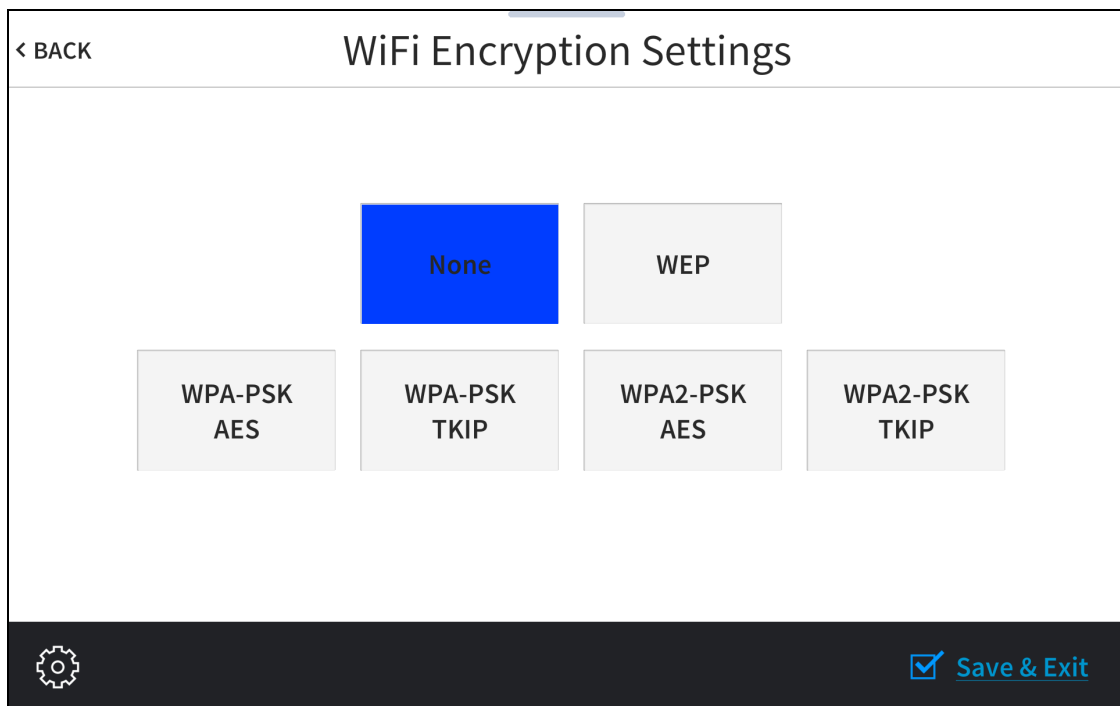 < BACK
WiFi Encryption Settings
None
WEP
WPA-PSK
AES
WPA-PSK
TKIP
WPA2-PSK
AES
WPA2-PSK
TKIP
Save & Exit